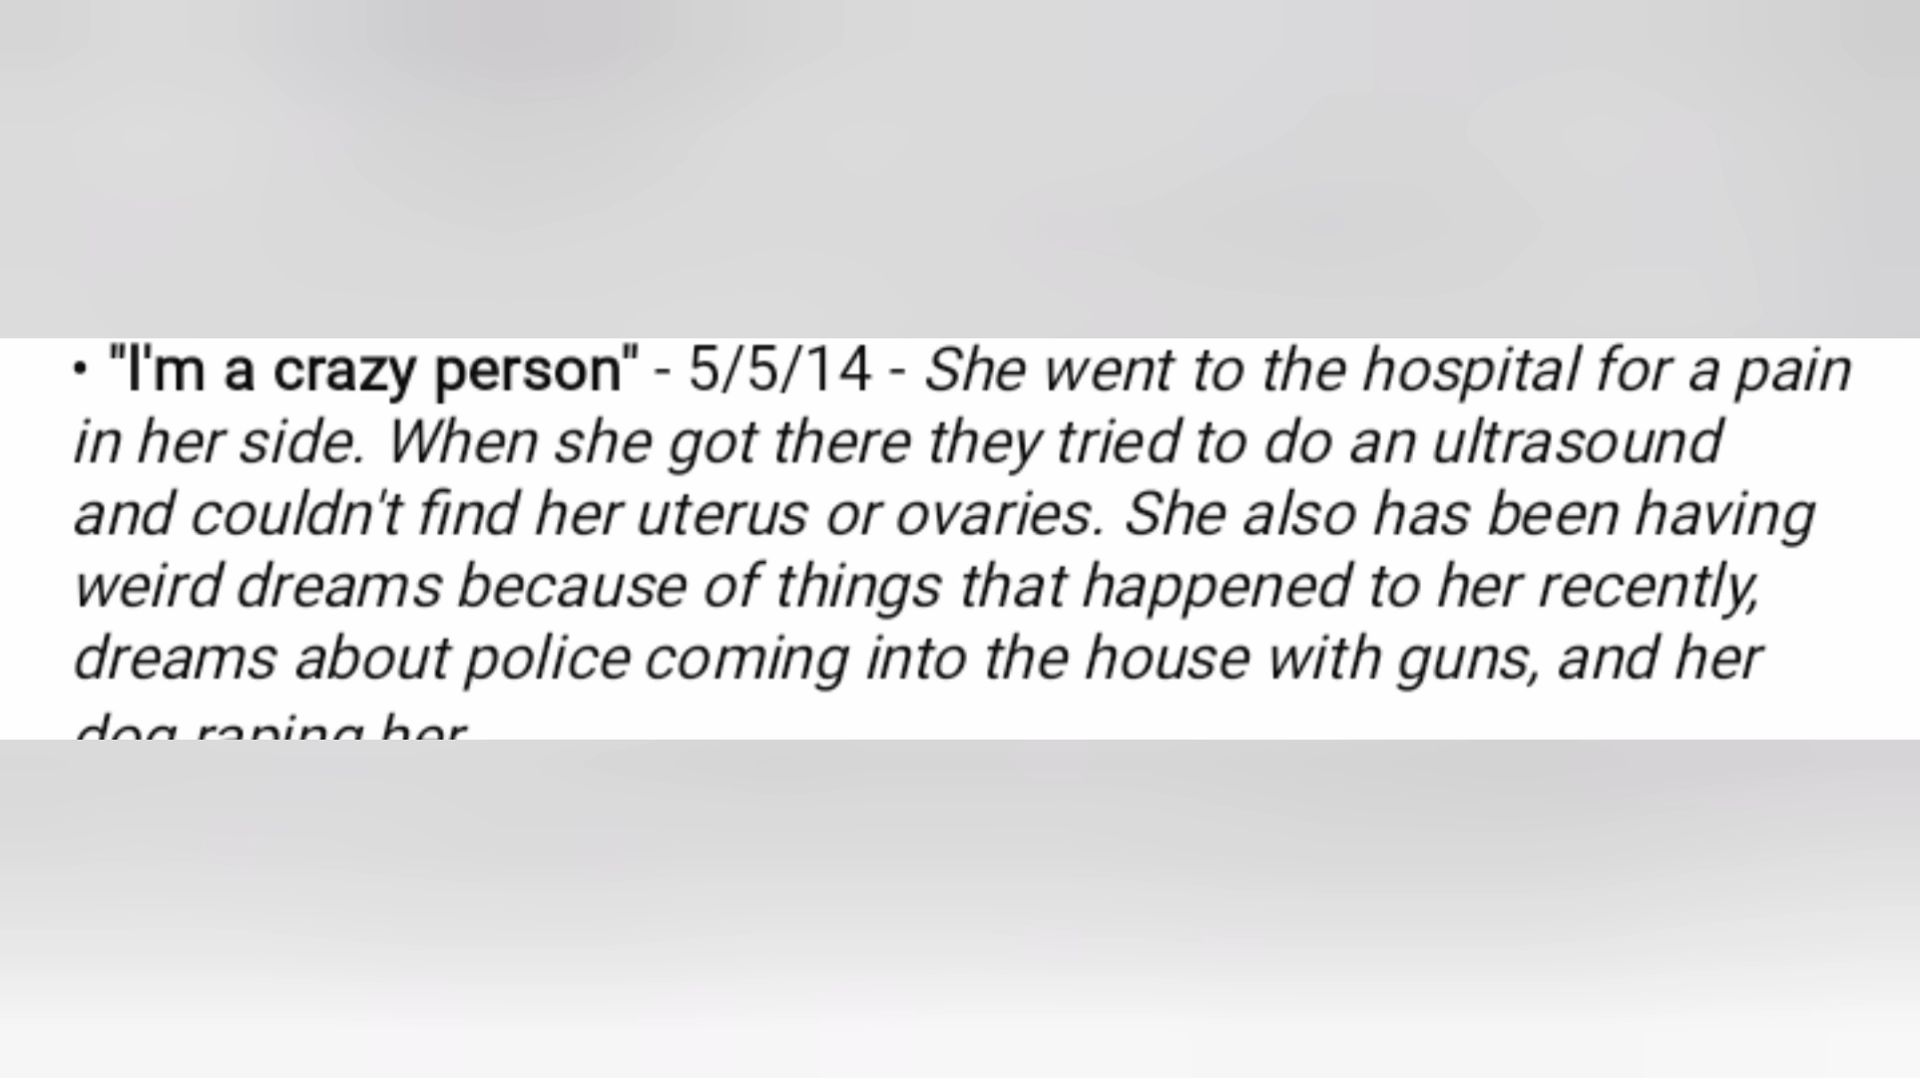 • "I'm a crazy person" - 5/5/14 - She went to the hospital for a pain
in her side. When she got there they tried to do an ultrasound
and couldn't find her uterus or ovaries. She also has been having
weird dreams because of things that happened to her recently,
dreams about police coming into the house with guns, and her
dog raping her